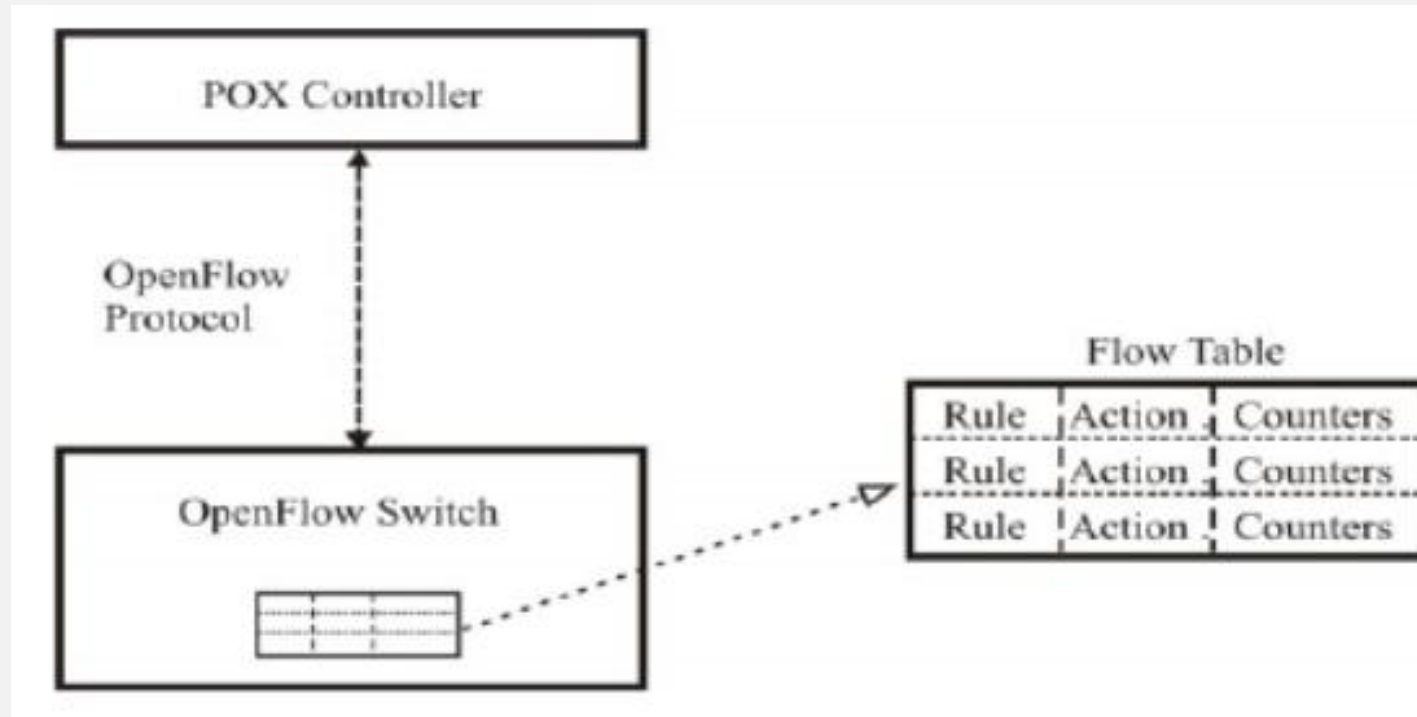 POX Controller
OpenFlow
Protocol
Flow Table
Rule Action Counters
Rule Action Counters
Rule Action Counters
OpenFlow Switch